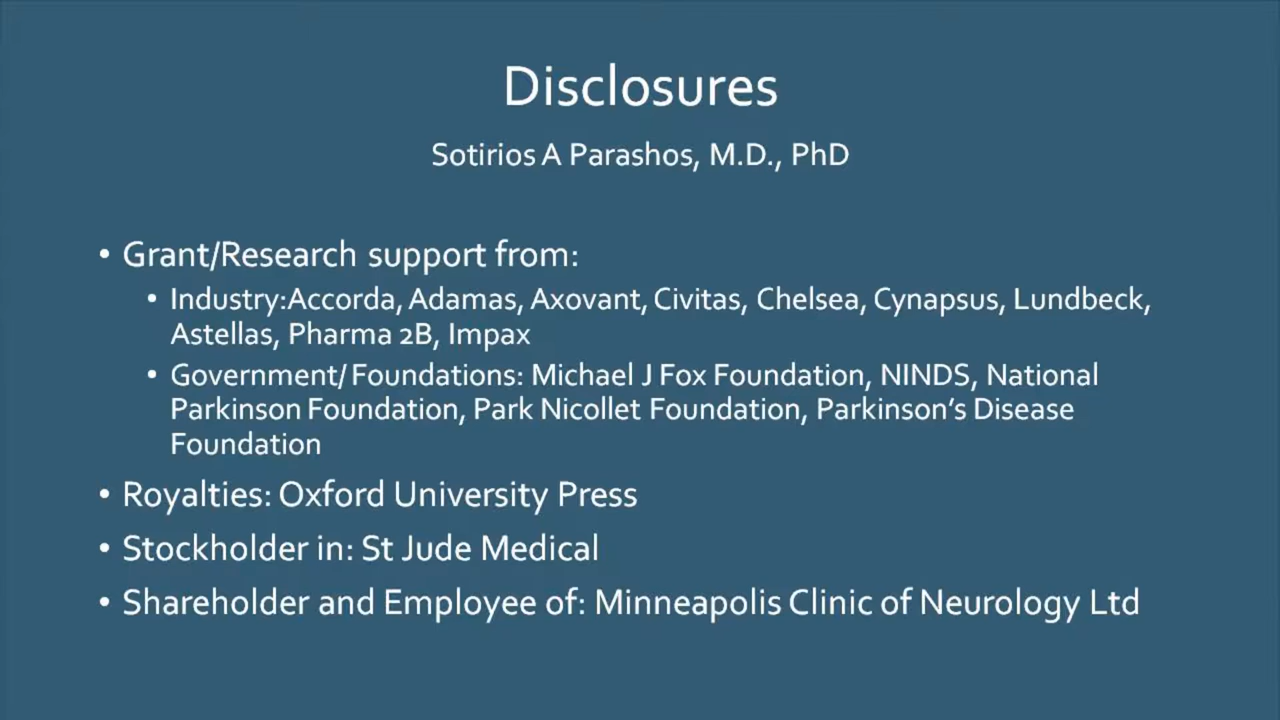 Disclosures
Sotirios A Parashos, M.D., PhD
• Grant/Research support from:
• Industry:Accorda, Adamas, Axovant, Civitas, Chelsea, Cynapsus, Lundbeck,
Astellas, Pharma 2B, Impax
• Government/ Foundations: Michael J Fox Foundation, NINDS, National
Parkinson Foundation, Park Nicollet Foundation, Parkinson’s Disease
Foundation
• Royalties: Oxford University Press
• Stockholder in: St Jude Medical
• Shareholder and Employee of: Minneapolis Clinic of Neurology Ltd